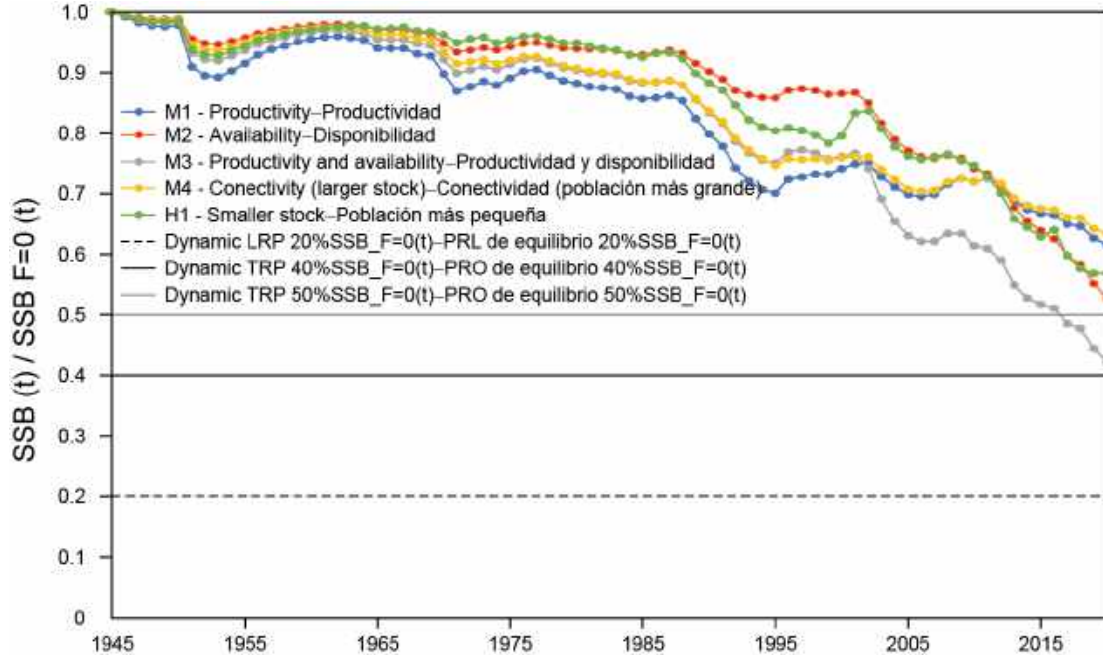 SSB (t) / SSB F=0 (t)
1.0
0.9
0.8
0.7
0.6
0.5
0.4
0.3
0.2
0.1
0
M1 - Productivity–Productividad
M2 - Availability–Disponibilidad
M3 - Productivity and availability–Productividad y disponibilidad
M4 - Conectivity (larger stock)–Conectividad (población más grande)
H1 - Smaller stock–Población más pequeña
Dynamic LRP 20%SSB_F=0(t)–PRL de equilibrio 20%SSB_F=0(t)
Dynamic TRP 40%SSB_F=0(t)–PRO de equilibrio 40%SSB_F=0(t)
Dynamic TRP 50%SSB_F=0(t)–PRO de equilibrio 50%SSB_F=0(t)
1945 1955 1965 1975 1985 1995 2005 2015